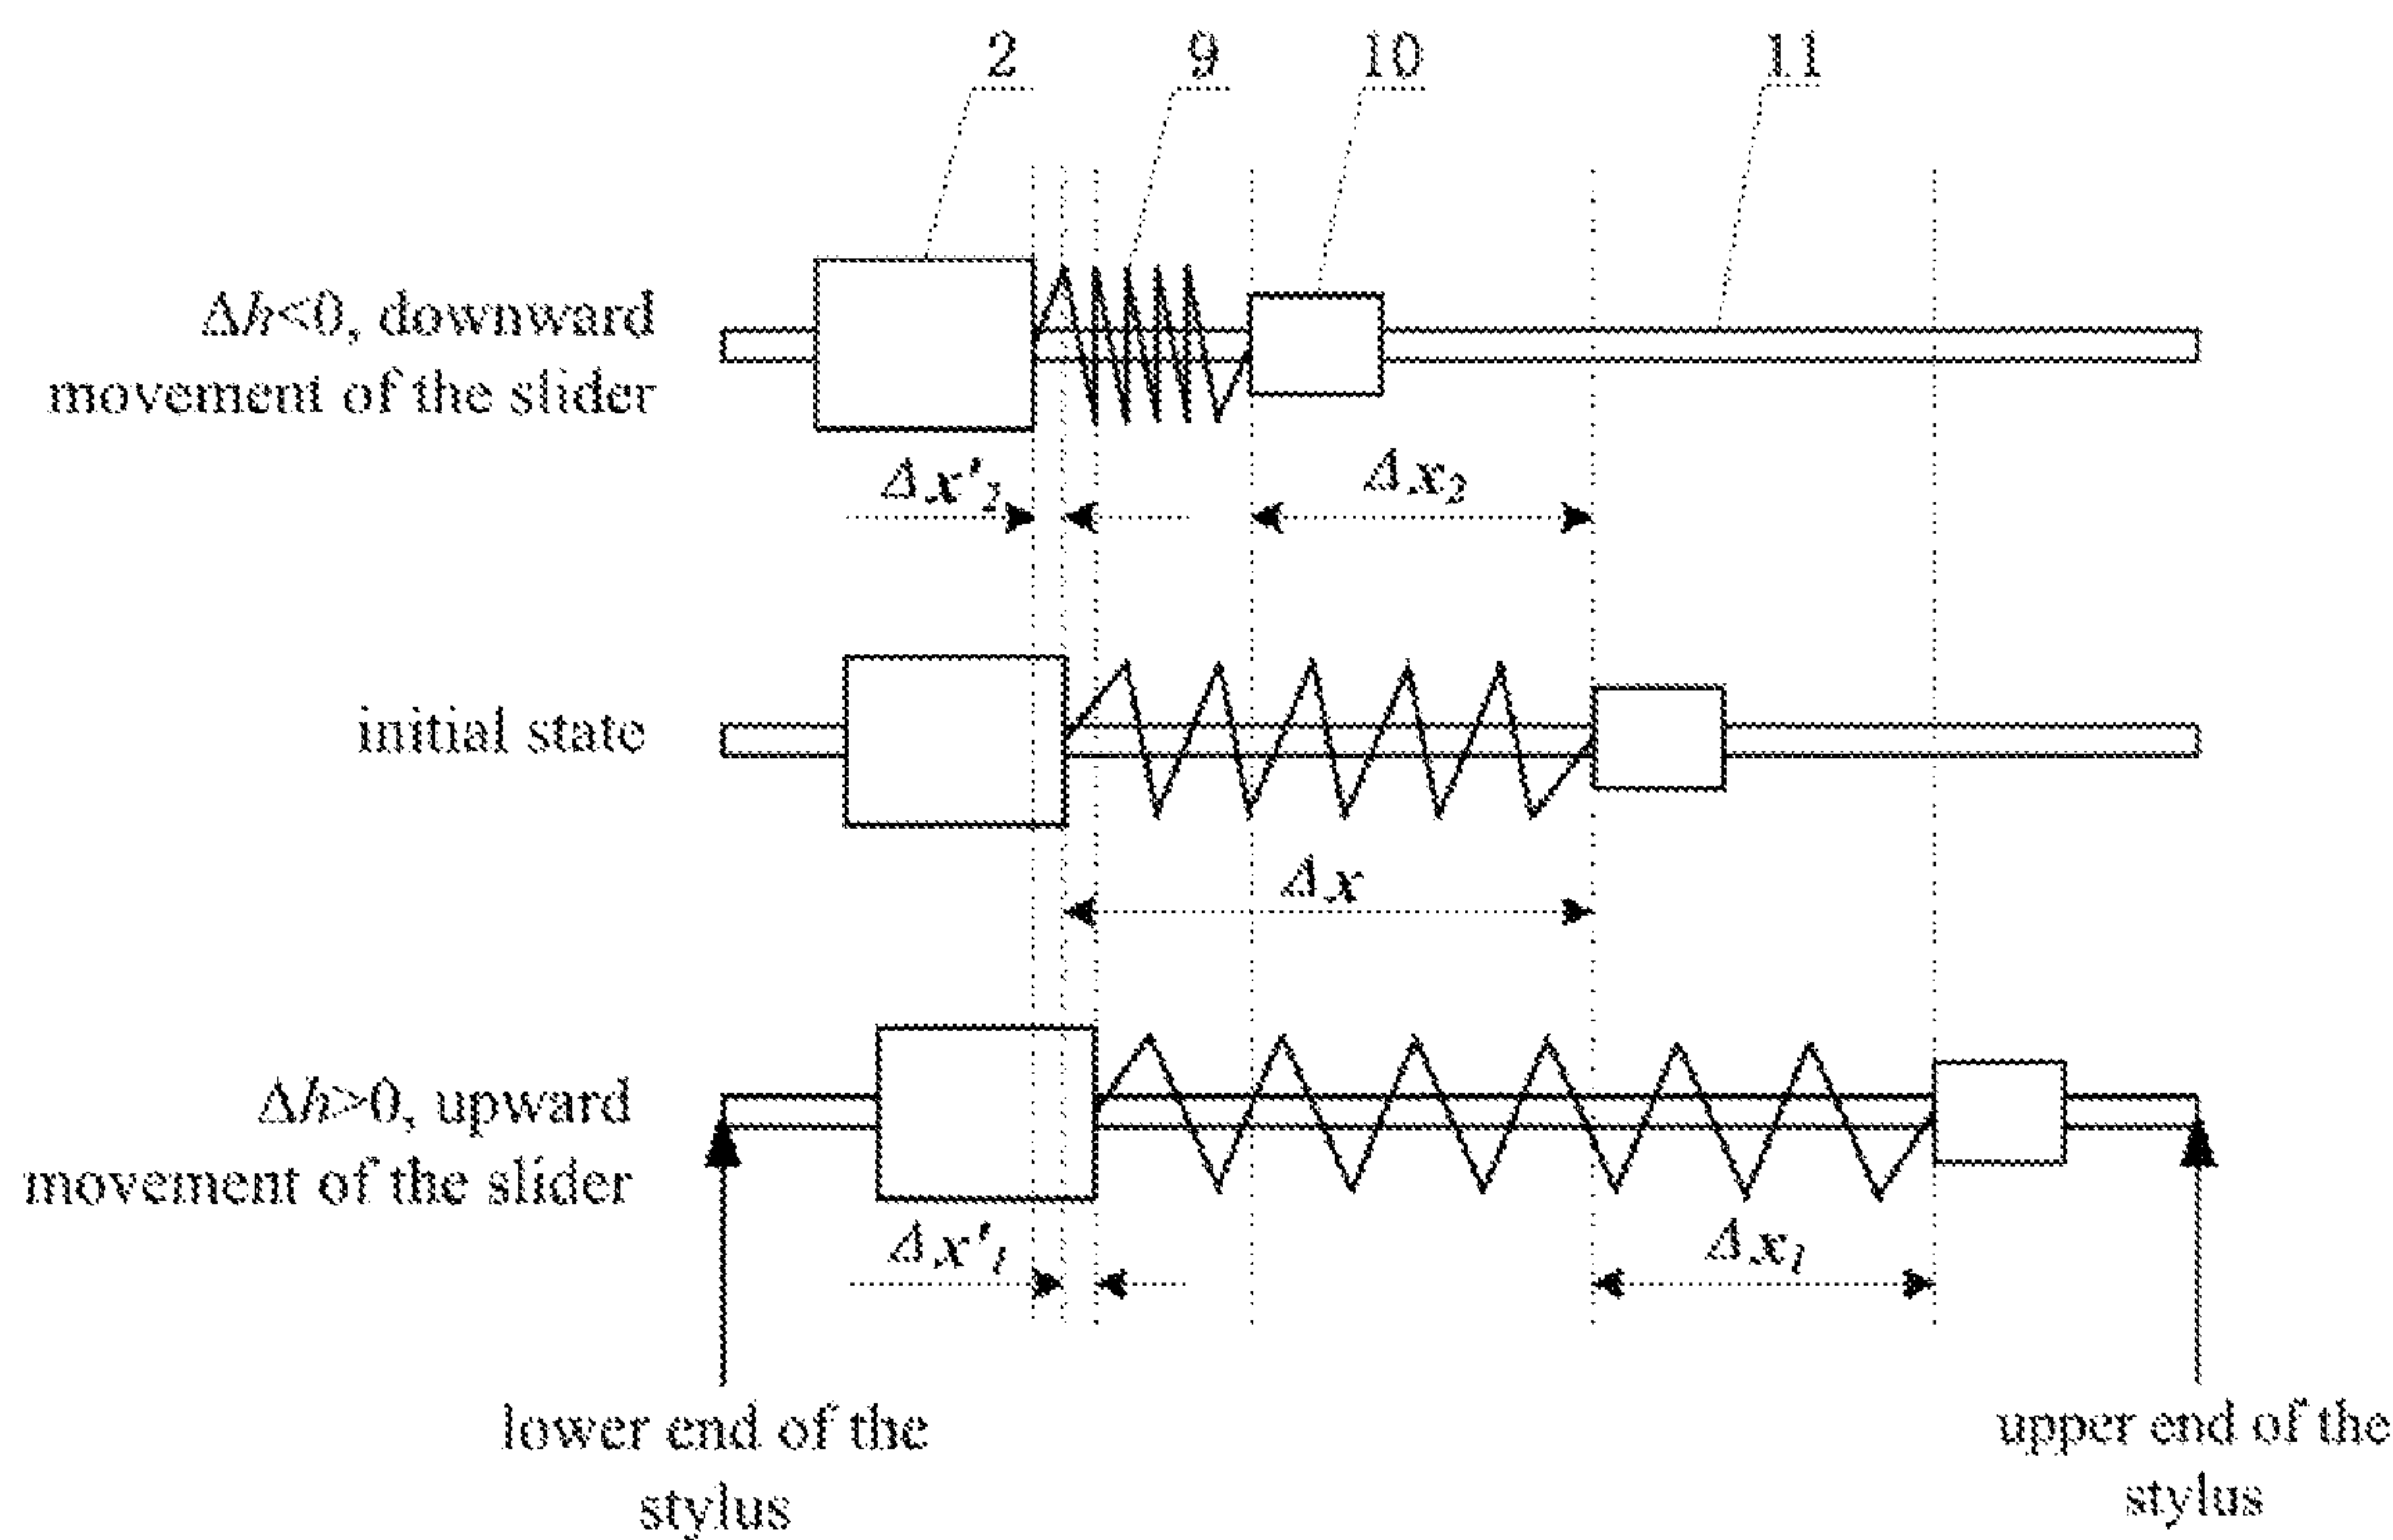 2 9 10 11
Δh<0, downward
movement of the slider
Δx'₂ Δx₂
initial state
Δx
Δh>0, upward
movement of the slider
Δx'₁ Δx₁
lower end of the
stylus
upper end of the
stylus